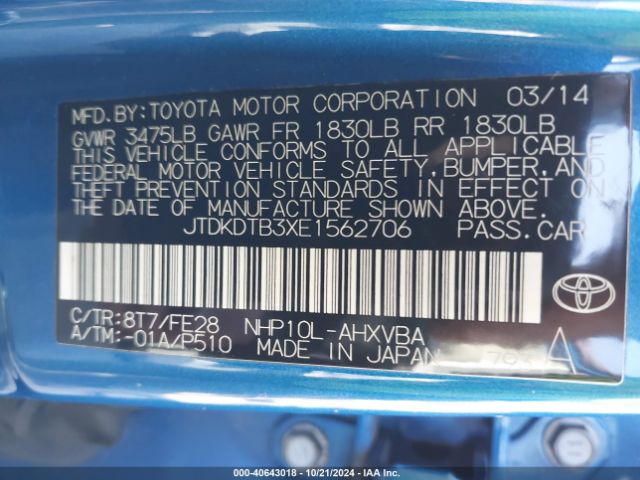 MFD.BY:TOYOTA MOTOR CORPORATION 03/14
GVWR 3475LB GAWR FR 1830LB RR 1830LB
THIS VEHICLE CONFORMS TO ALL APPLICABLE
FEDERAL MOTOR VEHICLE SAFETY,BUMPER,AND
THEFT PREVENTION STANDARDS IN EFFECT ON
THE DATE OF MANUFACTURE SHOWN ABOVE.
JTDKDTB3XE1562706 PASS.CAR
C/TR:8T7/FE28 NHP10L-AHXVBA
A/TM:-01A/P510 MADE IN JAPAN A
000-40643018 - 10/21/2024 - IAA Inc.